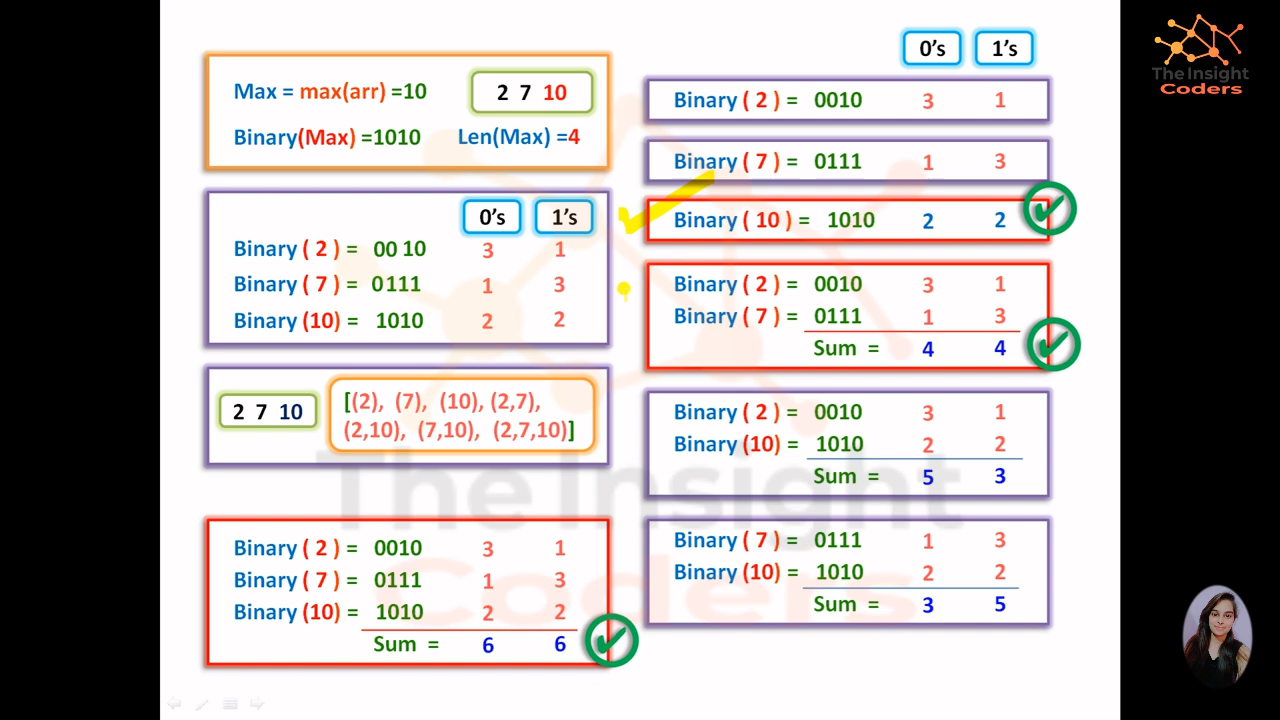 Max = max(arr) =10
2 7 10
Binary(Max) =1010
Len(Max) =4
0's 1's
Binary ( 2 ) = 00 10 3 1
Binary ( 7 ) = 0111 1 3
Binary (10) = 1010 2 2
2 7 10
[(2), (7), (10), (2,7),
(2,10), (7,10), (2,7,10)]
Binary ( 2 ) = 0010 3 1
Binary ( 7 ) = 0111 1 3
Binary (10) = 1010 2 2
Sum = 6 6
0's 1's
Binary ( 2 ) = 0010 3 1
Binary ( 7 ) = 0111 1 3
Binary ( 10 ) = 1010 2 2
Binary ( 2 ) = 0010 3 1
Binary ( 7 ) = 0111 1 3
Sum = 4 4
Binary ( 2 ) = 0010 3 1
Binary (10) = 1010 2 2
Sum = 5 3
Binary ( 7 ) = 0111 1 3
Binary (10) = 1010 2 2
Sum = 3 5
The Insight
Coders
The Insight
Coders